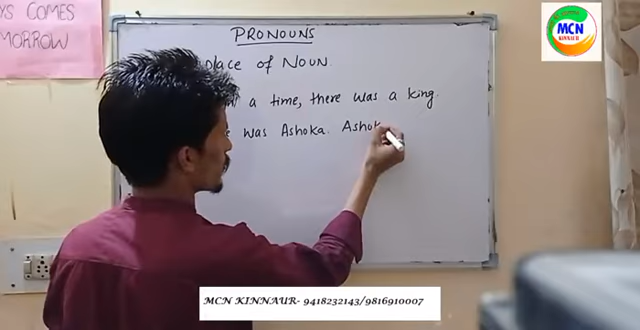 YS COMES
MORROW
PRONOUNS
place of NOUN.
a time, there was a king.
was Ashoka. Ashok
MCN
KINNAUR
MCN KINNAUR- 9418232143/9816910007